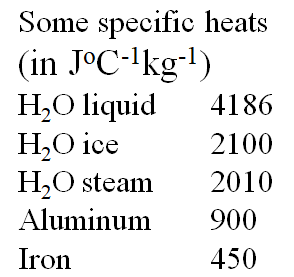 Some specific heats
(in JºC⁻¹kg⁻¹)
H₂O liquid 4186
H₂O ice 2100
H₂O steam 2010
Aluminum 900
Iron 450